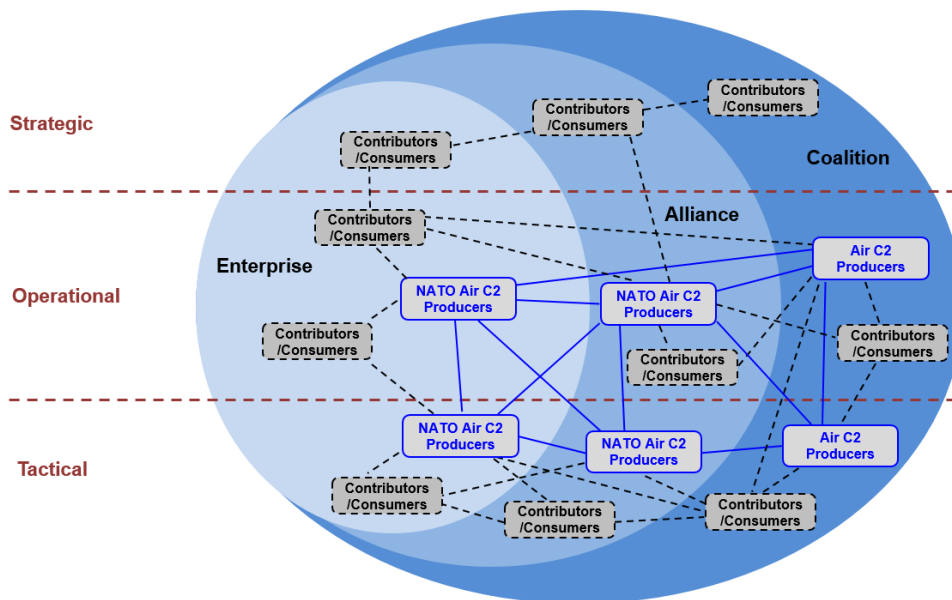 Contributors
/Consumers
Contributors
/Consumers
Strategic
Contributors
/Consumers
Coalition
Contributors
/Consumers
Alliance
Enterprise
Air C2
Producers
Operational
NATO Air C2
Producers
NATO Air C2
Producers
Contributors
/Consumers
Contributors
/Consumers
Contributors
/Consumers
NATO Air C2
Producers
NATO Air C2
Producers
Air C2
Producers
Tactical
Contributors
/Consumers
Contributors
/Consumers
Contributors
/Consumers